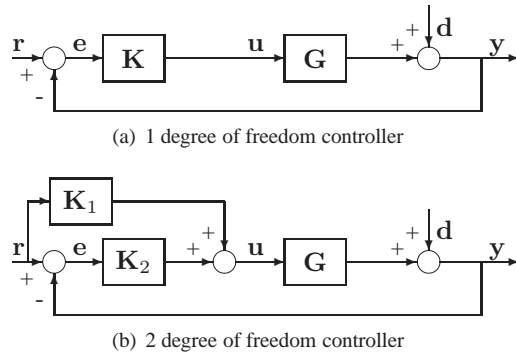 d
r + - e K u G + + y
(a) 1 degree of freedom controller
K1
r + - e K2 + + u G + + d y
(b) 2 degree of freedom controller